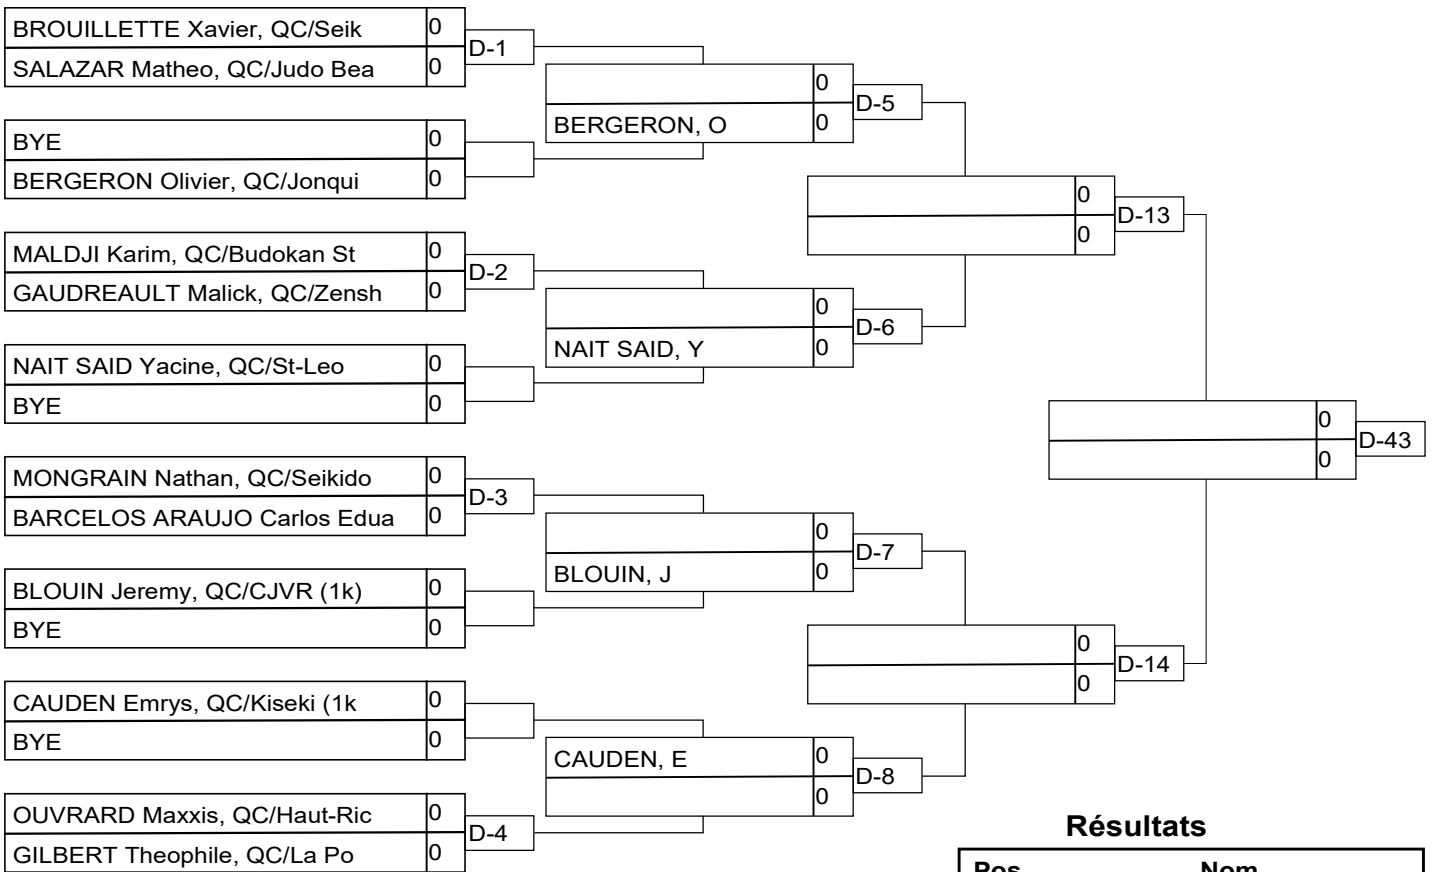 BROUILLETTE Xavier, QC/Seik 0
D-1
SALAZAR Matheo, QC/Judo Bea 0
0
D-5
BERGERON, O 0
BYE 0
BERGERON Olivier, QC/Jonqui 0
0
D-13
0
MALDJI Karim, QC/Budokan St 0
D-2
GAUDREAULT Malick, QC/Zensh 0
0
D-6
NAIT SAID, Y 0
NAIT SAID Yacine, QC/St-Leo 0
BYE 0
0
D-43
0
MONGRAIN Nathan, QC/Seikido 0
D-3
BARCELOS ARAUJO Carlos Edua 0
0
D-7
BLOUIN, J 0
BLOUIN Jeremy, QC/CJVR (1k) 0
BYE 0
0
D-14
0
CAUDEN Emrys, QC/Kiseki (1k 0
BYE 0
CAUDEN, E 0
D-8
0
OUVRARD Maxxis, QC/Haut-Ric 0
D-4
GILBERT Theophile, QC/La Po 0
Résultats
Pos Nom